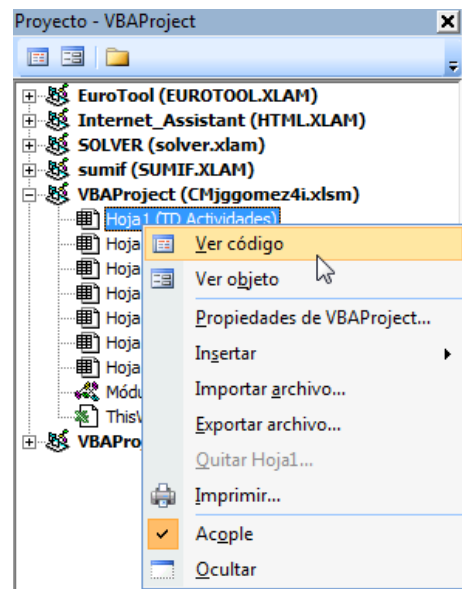 Proyecto - VBAProject
EuroTool (EUROTOOL.XLAM)
Internet_Assistant (HTML.XLAM)
SOLVER (solver.xlam)
sumif (SUMIF.XLAM)
VBAProject (CMjggomez4i.xlsm)
Hoja1 (TD Actividades)
Hoja
Hoja
Hoja
Hoja
Hoja
Hoja
Módu
ThisW
VBAPro
Ver código
Ver objeto
Propiedades de VBAProject...
Insertar
Importar archivo...
Exportar archivo...
Quitar Hoja1...
Imprimir...
Acople
Ocultar